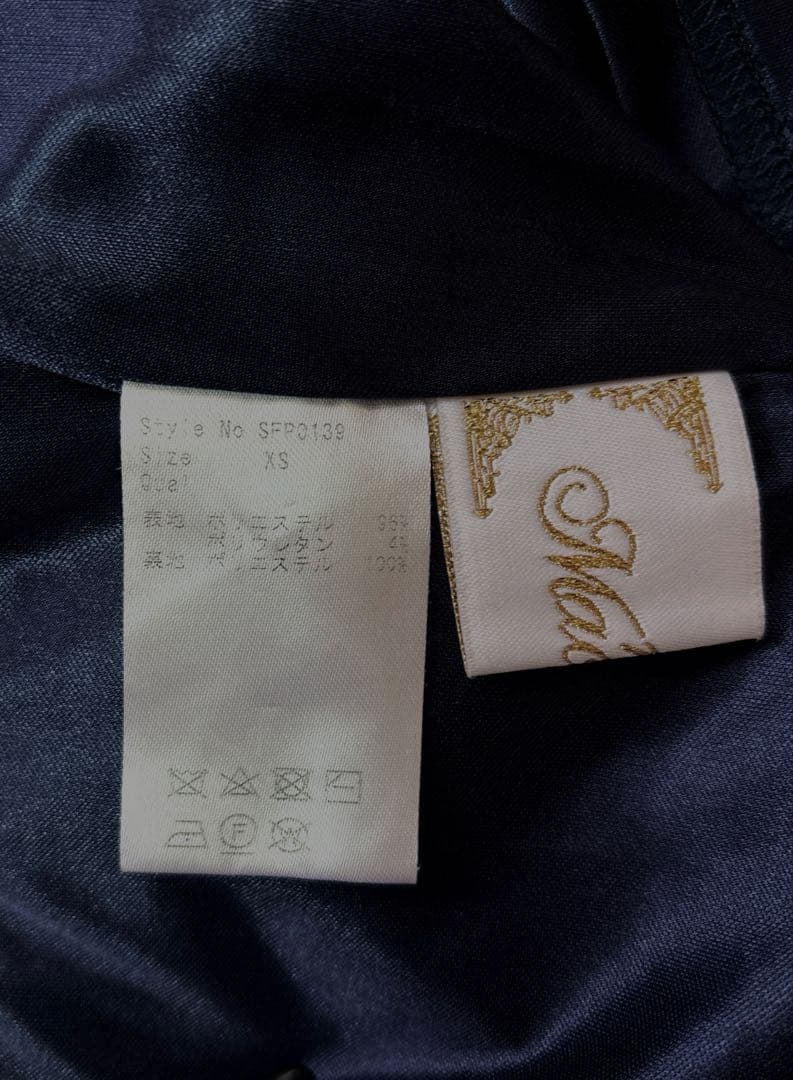 Style No SFP0139
Size XS
Qual
表地 ポリエステル 96%
ポリウレタン 4%
裏地 ポリエステル 100%
F
W